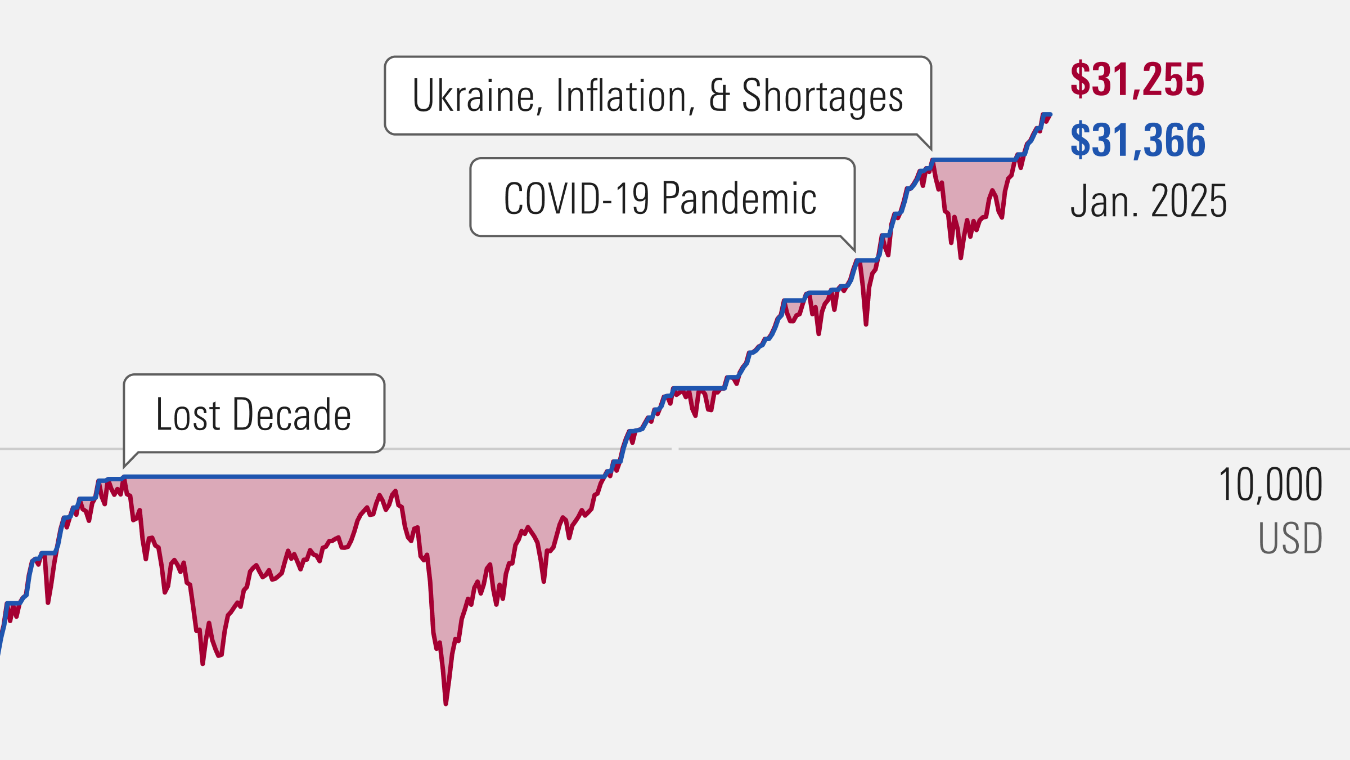 Ukraine, Inflation, & Shortages
$31,255
$31,366
COVID-19 Pandemic
Jan. 2025
Lost Decade
10,000
USD